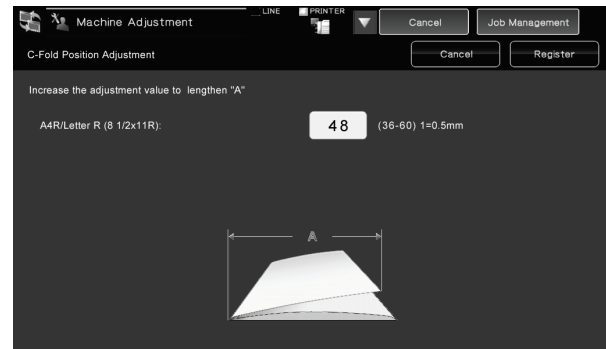 LINE PRINTER
Machine Adjustment Cancel Job Management
C-Fold Position Adjustment Cancel Register
Increase the adjustment value to lengthen "A"
A4R/Letter R (8 1/2x11R): 48 (36-60) 1=0.5mm
A